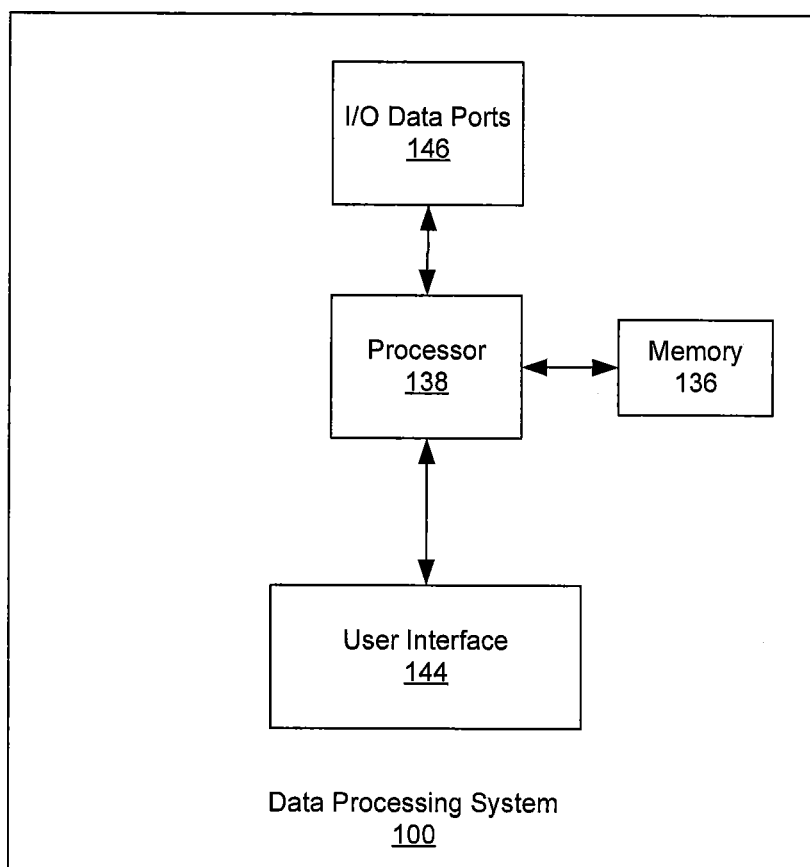 I/O Data Ports
146
Processor
138
Memory
136
User Interface
144
Data Processing System
100